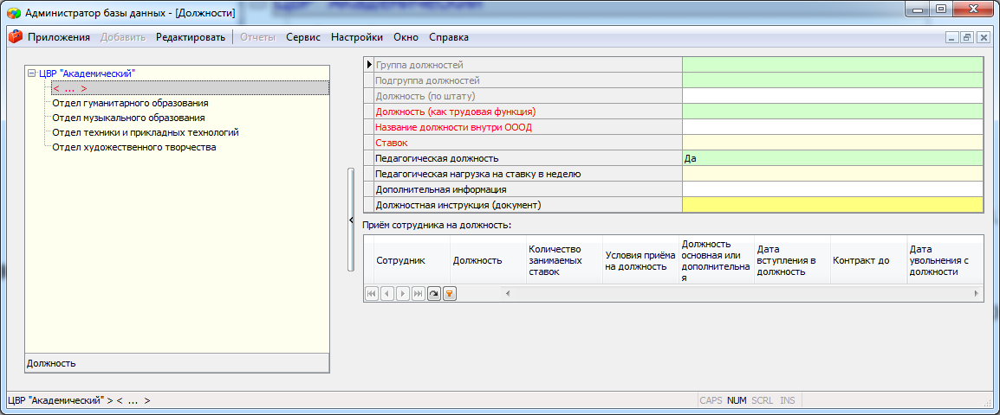 Администратор базы данных - [Должности]
Приложения Добавить Редактировать Отчеты Сервис Настройки Окно Справка
ЦВР "Академический"
< ... >
Отдел гуманитарного образования
Отдел музыкального образования
Отдел техники и прикладных технологий
Отдел художественного творчества
Должность
Группа должностей
Подгруппа должностей
Должность (по штату)
Должность (как трудовая функция)
Название должности внутри ОООД
Ставок
Педагогическая должность Да
Педагогическая нагрузка на ставку в неделю
Дополнительная информация
Должностная инструкция (документ)
Приём сотрудника на должность:
Сотрудник
Должность
Количество
занимаемых
ставок
Условия приёма
на должность
Должность
основная или
дополнительна
я
Дата
вступления в
должность
Контракт до
Дата
увольнения с
должности
ЦВР "Академический" > < ... >
CAPS NUM SCRL INS